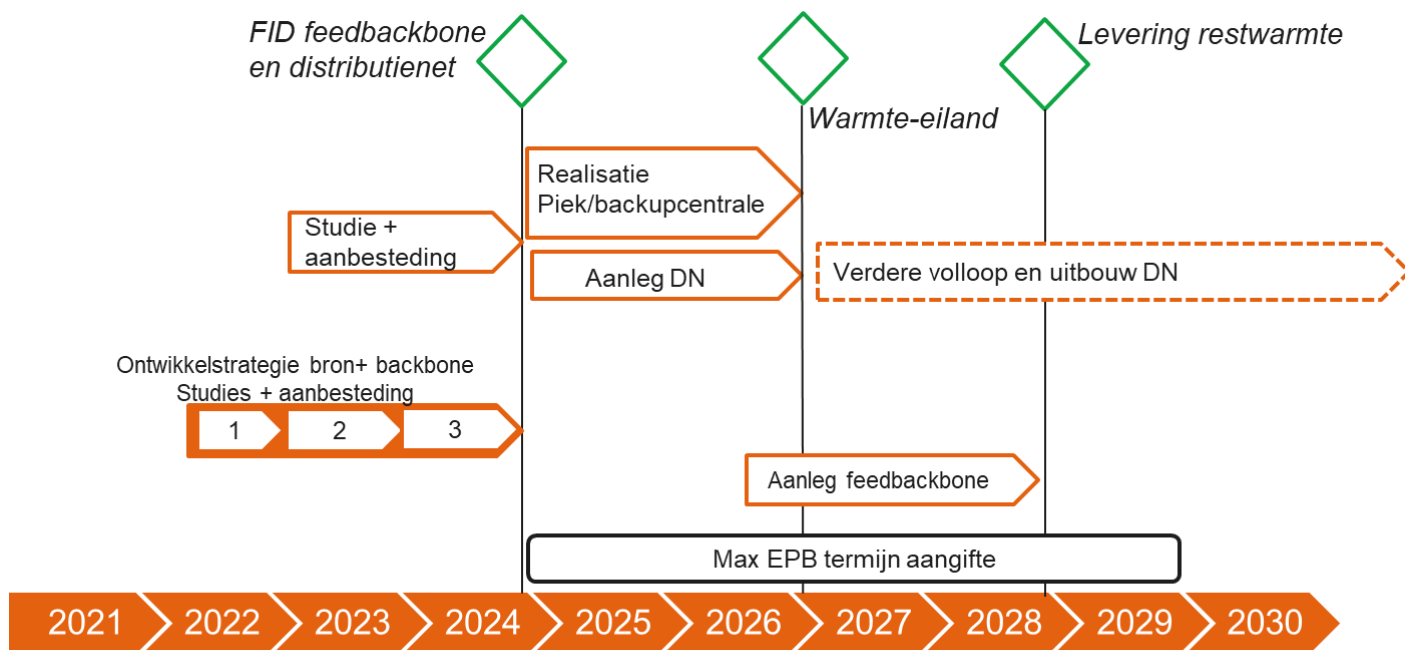 FID feedbackbone
en distributienet
Levering restwarmte
Warmte-eiland
Realisatie
Piek/backupcentrale
Studie +
aanbesteding
Aanleg DN
Verdere volloop en uitbouw DN
Ontwikkelstrategie bron+ backbone
Studies + aanbesteding
1 2 3
Aanleg feedbackbone
Max EPB termijn aangifte
2021 2022 2023 2024 2025 2026 2027 2028 2029 2030